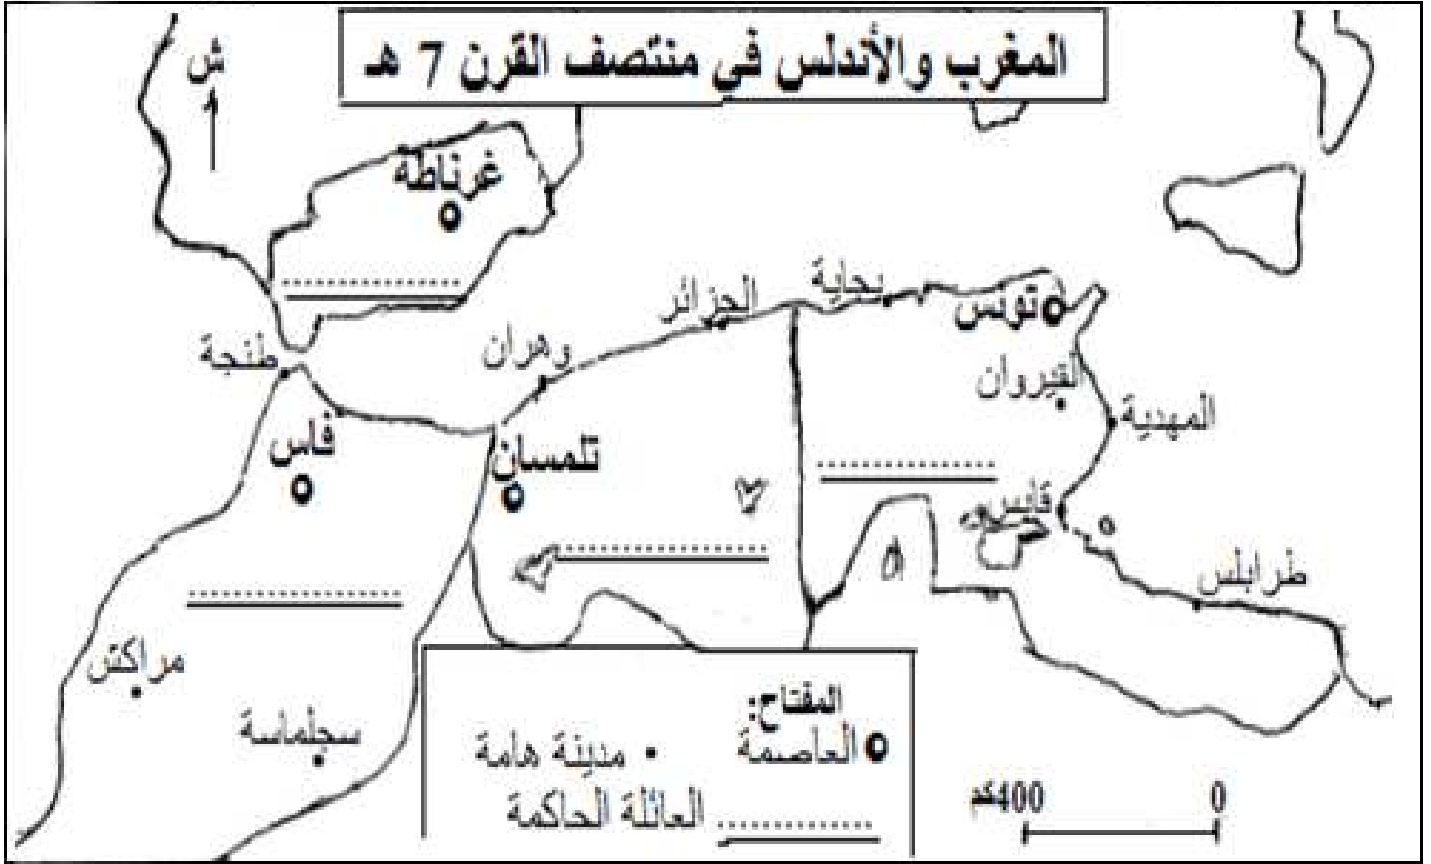 المغرب والأندلس في منتصف القرن 7 هـ
ش
غرناطة
طنجة
وهران
الجزائر
بجاية
تونس
القيروان
المهدية
فاس
تلمسان
قابس
طرابلس
مراكش
سجلماسة
المفتاح:
العاصمة
مدينة هامة
العائلة الحاكمة
0
400كم